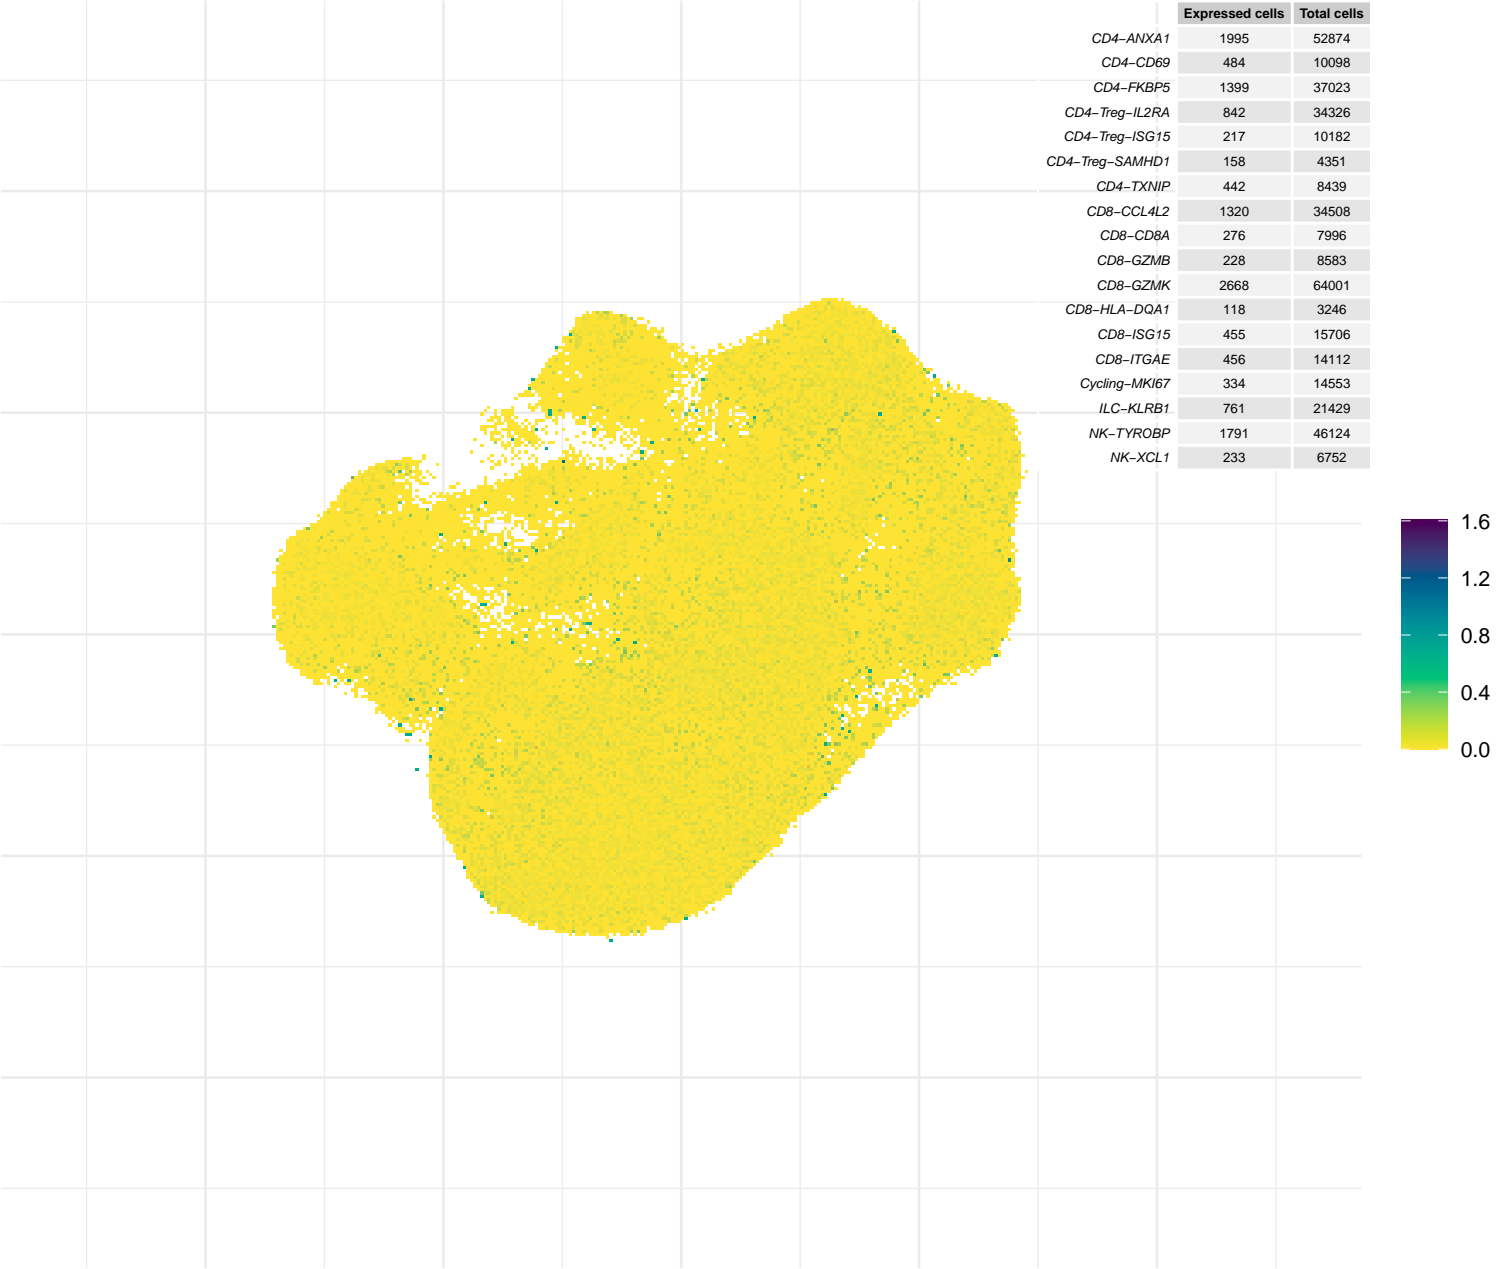 Expressed cells Total cells
CD4−ANXA1 1995 52874
CD4−CD69 484 10098
CD4−FKBP5 1399 37023
CD4−Treg−IL2RA 842 34326
CD4−Treg−ISG15 217 10182
CD4−Treg−SAMHD1 158 4351
CD4−TXNIP 442 8439
CD8−CCL4L2 1320 34508
CD8−CD8A 276 7996
CD8−GZMB 228 8583
CD8−GZMK 2668 64001
CD8−HLA−DQA1 118 3246
CD8−ISG15 455 15706
CD8−ITGAE 456 14112
Cycling−MKI67 334 14553
ILC−KLRB1 761 21429
NK−TYROBP 1791 46124
NK−XCL1 233 6752
1.6
1.2
0.8
0.4
0.0